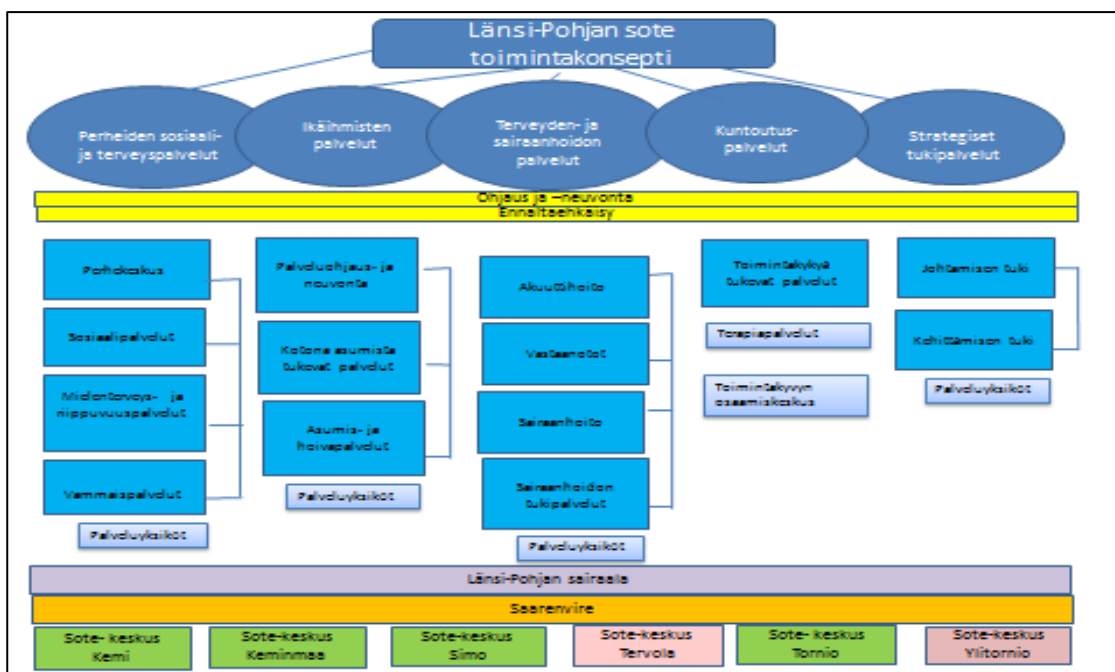 Länsi-Pohjan sote
toimintakonsepti
Perheiden sosiaali-
ja terveyspalvelut
Ikäihmisten
palvelut
Terveyden- ja
sairaanhoidon
palvelut
Kuntoutus-
palvelut
Strategiset
tukipalvelut
Ohjaus ja –neuvonta
Ennaltaehkäisy
Perhekeskus
Sosiaalipalvelut
Mielenterveys- ja
riippuvuuspalvelut
Vammaispalvelut
Palveluyksiköt
Palveluohjaus- ja
neuvonta
Kotona asumista
tukevat palvelut
Asumis- ja
hoivapalvelut
Palveluyksiköt
Akuuttihoito
Vastaanotot
Sairaanhoito
Sairaanhoidon
tukipalvelut
Palveluyksiköt
Toimintakykyä
tukevat palvelut
Terapiapalvelut
Toimintakyvyn
osaamiskeskus
Johtamisen tuki
Kehittämisen tuki
Palveluyksiköt
Länsi-Pohjan sairaala
Saarenvire
Sote- keskus
Kemi
Sote-keskus
Keminmaa
Sote-keskus
Simo
Sote-keskus
Tervola
Sote- keskus
Tornio
Sote-keskus
Ylitornio